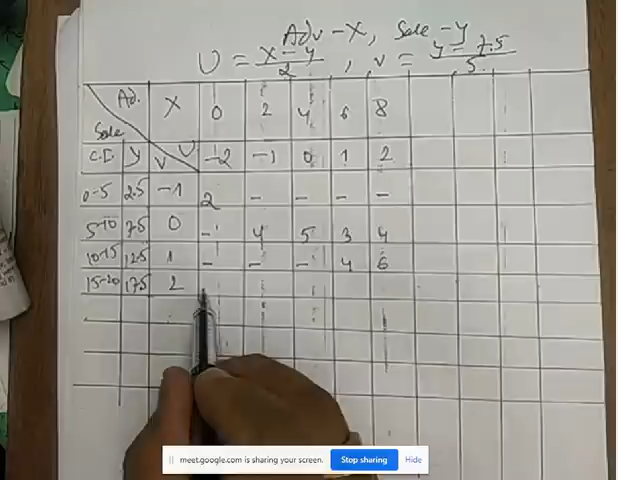 Adv - X, Sale - y
U = x - 4 / 2 , v = y - 7.5 / 5
Ad. X 0 2 4 6 8
Sale
C.I. y v U -2 -1 0 1 2
0-5 2.5 -1 2 - - - -
5-10 7.5 0 - 4 5 3 4
10-15 12.5 1 - - - 4 6
15-20 17.5 2
meet.google.com is sharing your screen. Stop sharing Hide